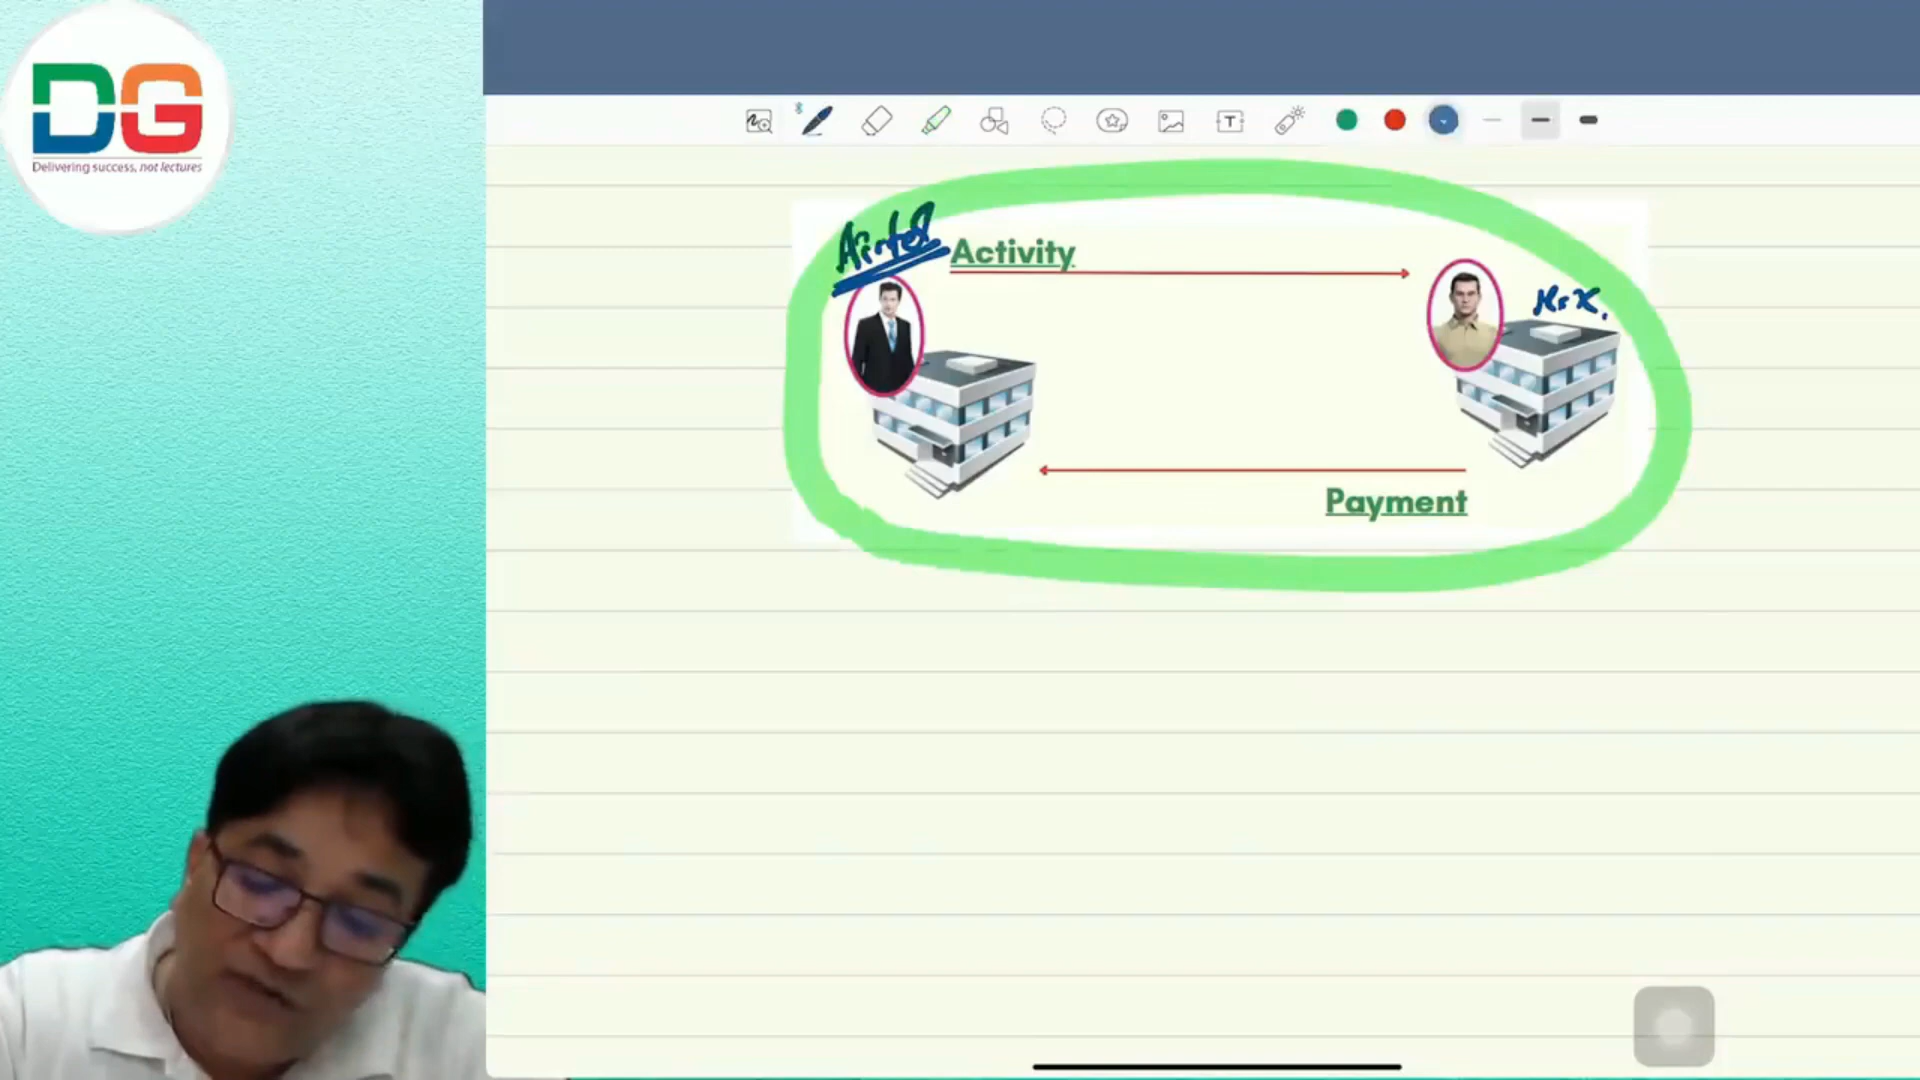 DG
Delivering success, not lectures
T
Airtel
Activity
Mr X.
Payment